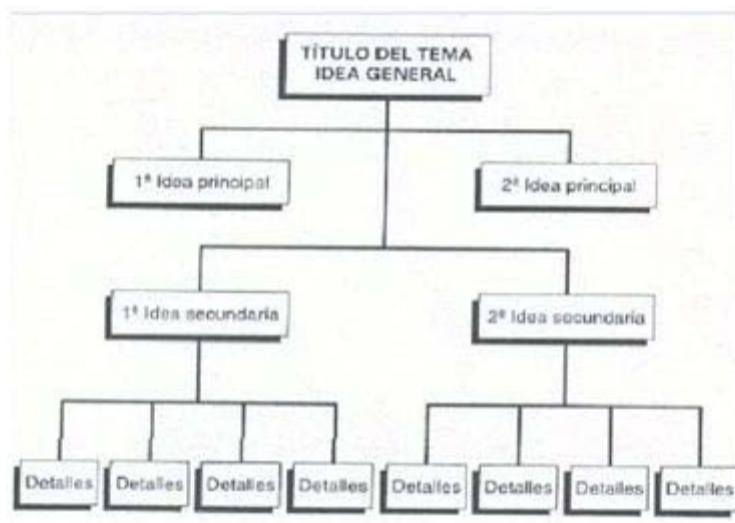 TÍTULO DEL TEMA
IDEA GENERAL
1ª Idea principal
2ª Idea principal
1ª Idea secundaria
2ª Idea secundaria
Detalles
Detalles
Detalles
Detalles
Detalles
Detalles
Detalles
Detalles